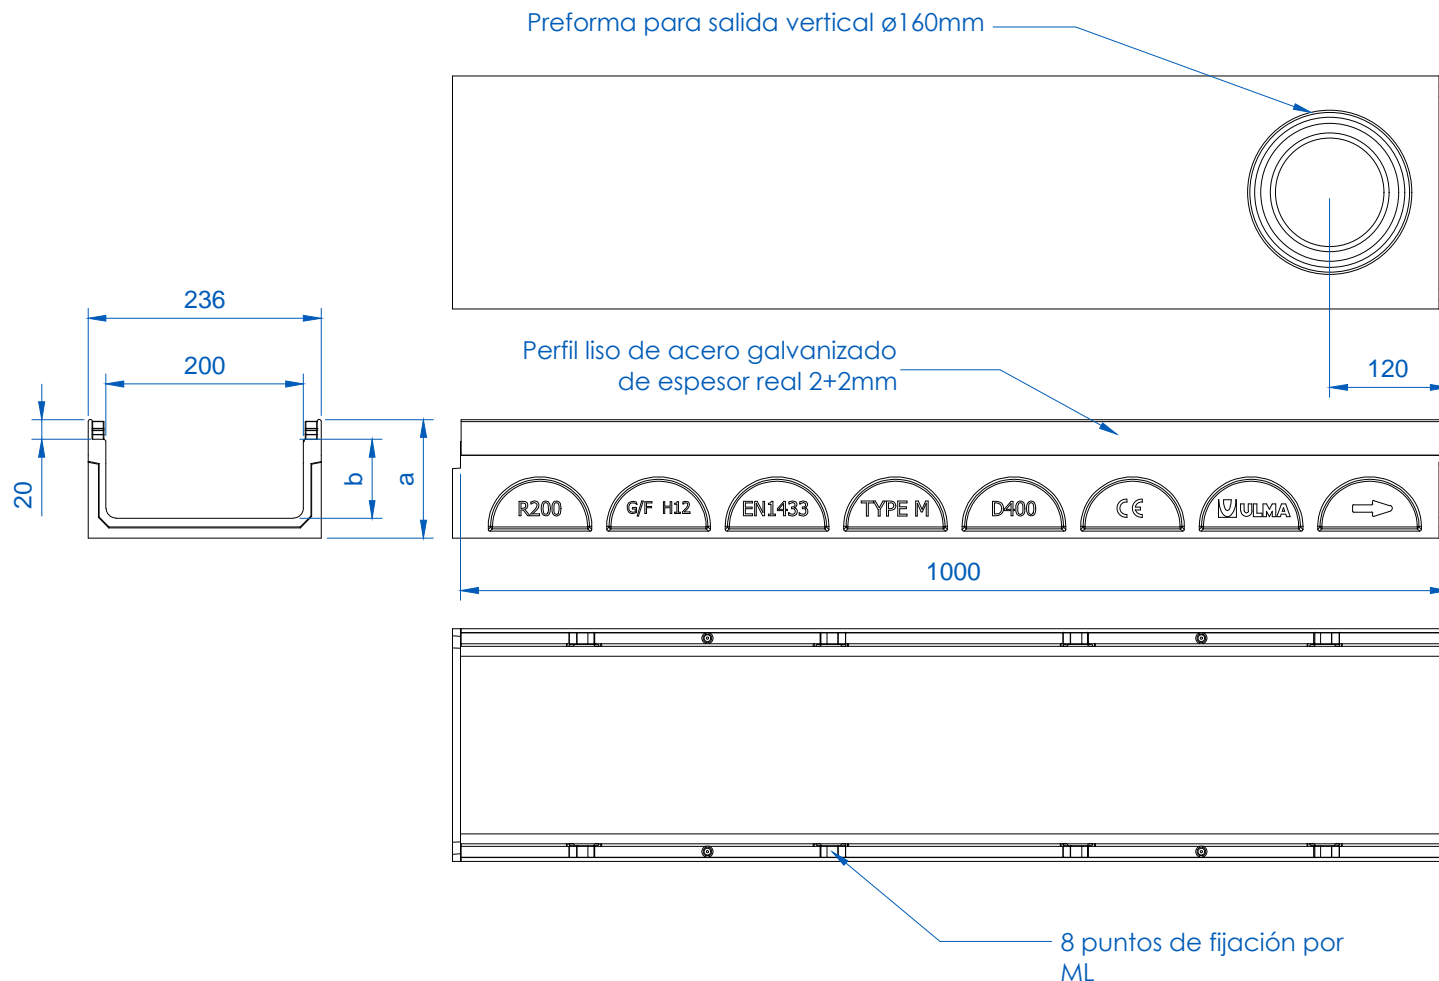 Preforma para salida vertical ø160mm
236
200
20
b
a
Perfil liso de acero galvanizado
de espesor real 2+2mm
120
R200
G/F H12
EN1433
TYPE M
D400
CE
ULMA
1000
8 puntos de fijación por
ML